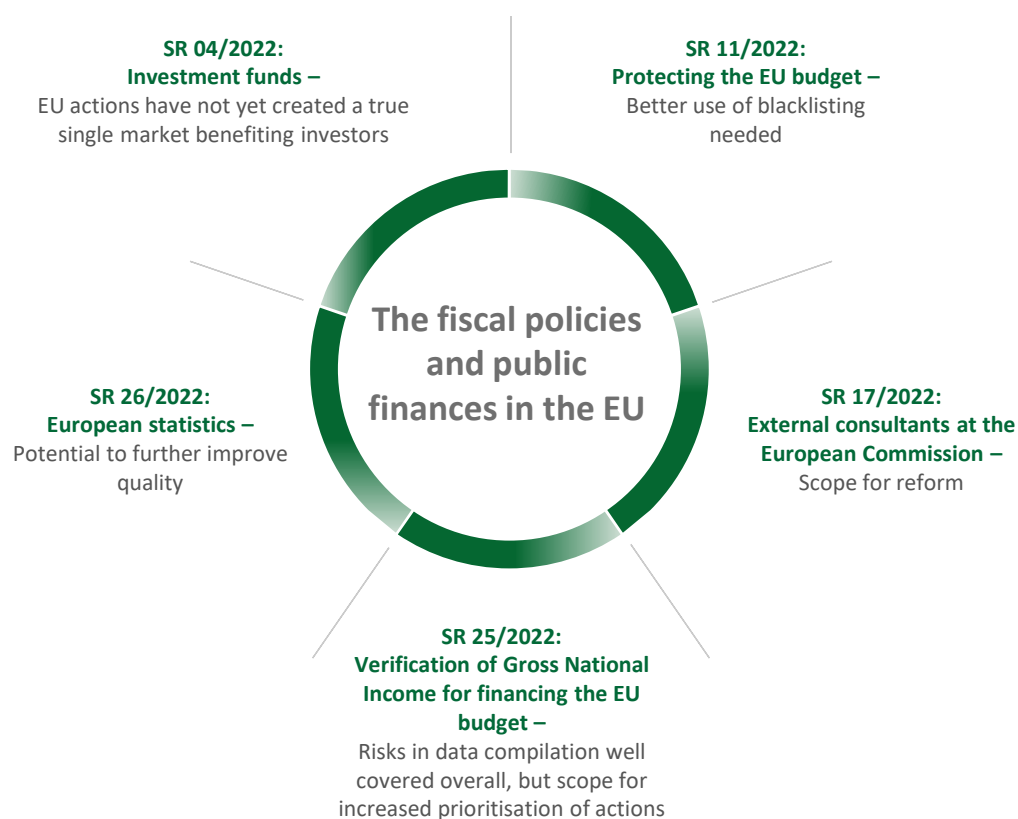 SR 04/2022:
Investment funds –
EU actions have not yet created a true
single market benefiting investors
SR 11/2022:
Protecting the EU budget –
Better use of blacklisting
needed
The fiscal policies
and public
finances in the EU
SR 26/2022:
European statistics –
Potential to further improve
quality
SR 17/2022:
External consultants at the
European Commission –
Scope for reform
SR 25/2022:
Verification of Gross National
Income for financing the EU
budget –
Risks in data compilation well
covered overall, but scope for
increased prioritisation of actions